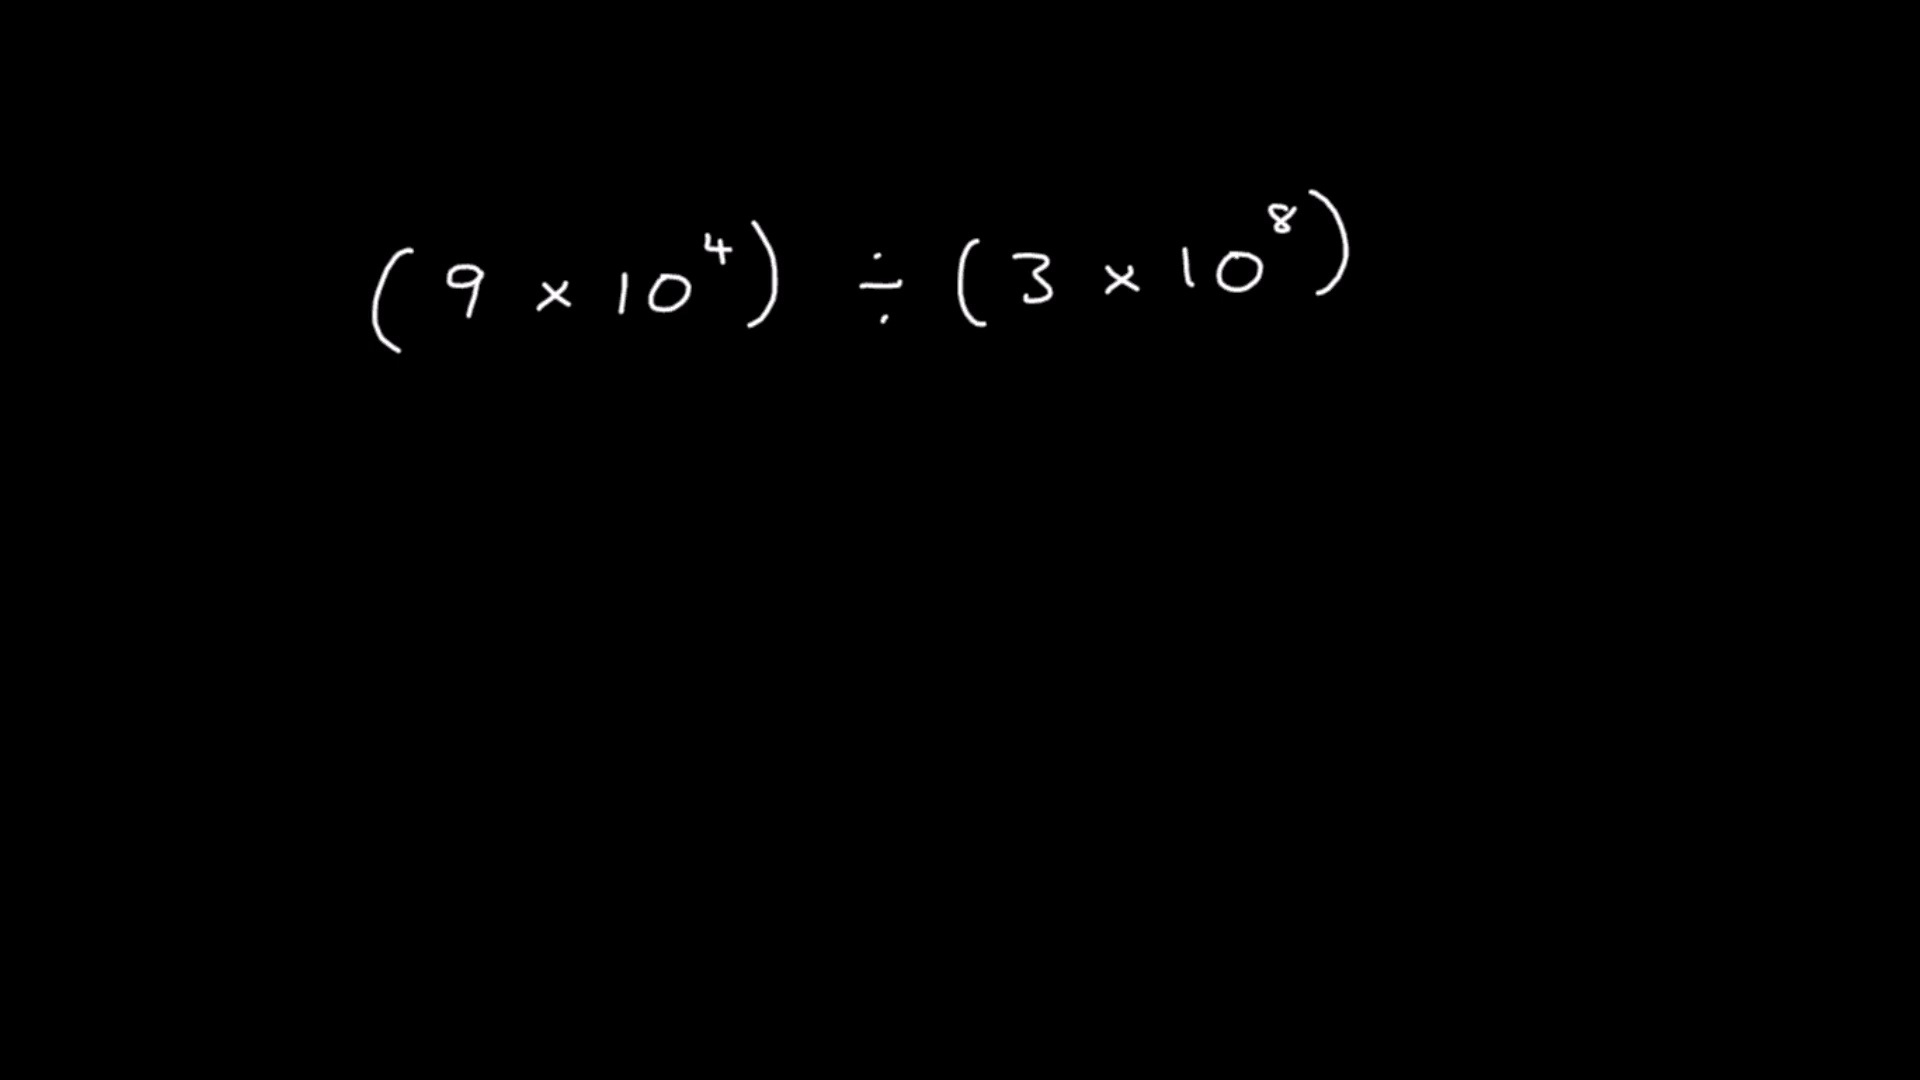 (9 × 10⁴) ÷ (3 × 10⁸)